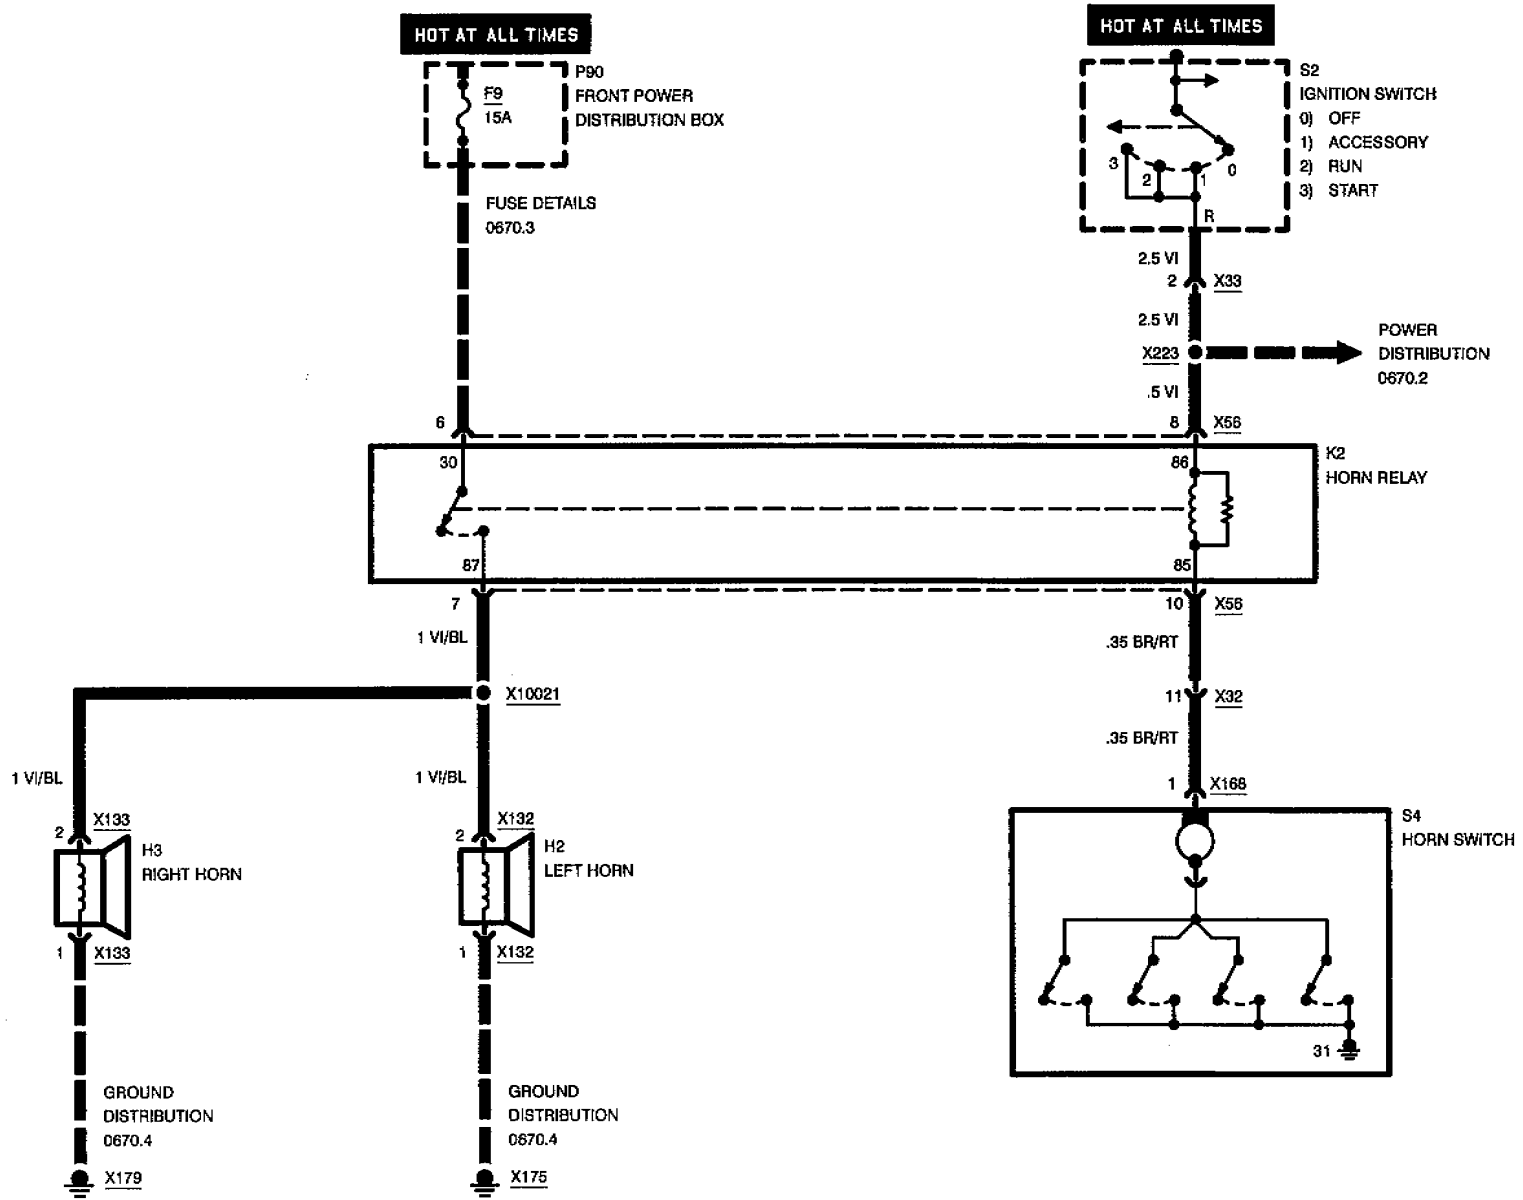 HOT AT ALL TIMES
P90
FRONT POWER
DISTRIBUTION BOX
F9
15A
FUSE DETAILS
0670.3
HOT AT ALL TIMES
S2
IGNITION SWITCH
0) OFF
1) ACCESSORY
2) RUN
3) START
3
2
1
0
R
2.5 VI
2
X33
2.5 VI
X223
POWER
DISTRIBUTION
0670.2
.5 VI
6
8
X56
30
86
K2
HORN RELAY
87
85
7
10
X56
1 VI/BL
.35 BR/RT
X10021
11
X32
1 VI/BL
1 VI/BL
.35 BR/RT
1
X168
2
X133
H3
RIGHT HORN
1
X133
2
X132
H2
LEFT HORN
1
X132
S4
HORN SWITCH
31
GROUND
DISTRIBUTION
0670.4
X179
GROUND
DISTRIBUTION
0670.4
X175